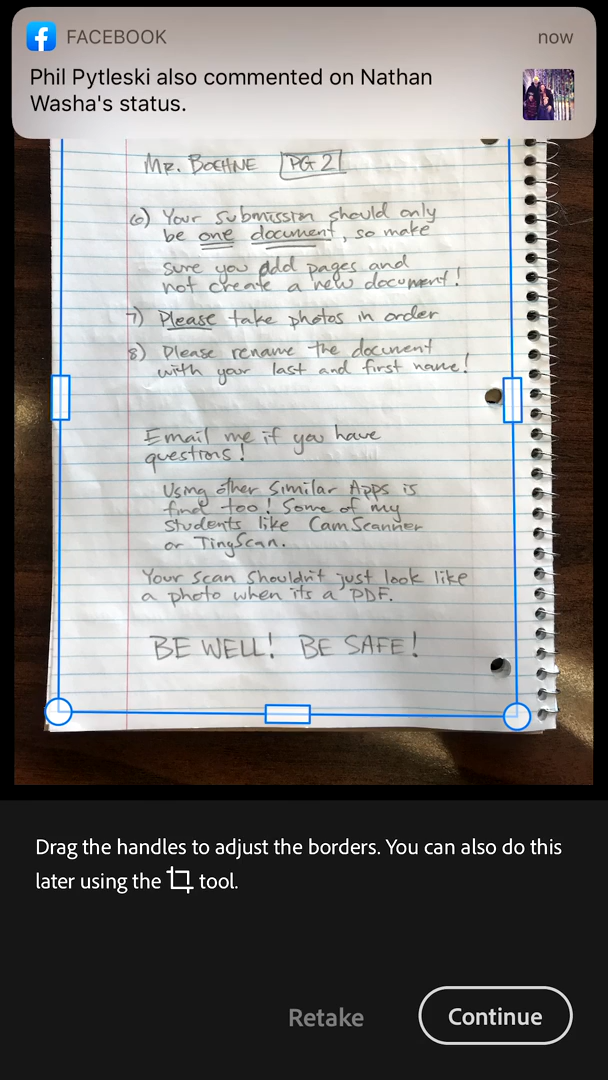 FACEBOOK
now
Phil Pytleski also commented on Nathan
Washa's status.
MR. BOEHNE PG 2
6) Your submission should only
be one document, so make
sure you add pages and
not create a new document!
7) Please take photos in order
8) Please rename the document
with your last and first name!
Email me if you have
questions!
Using other similar Apps is
fine too! Some of my
students like CamScanner
or TinyScan.
Your scan shouldn't just look like
a photo when its a PDF.
BE WELL! BE SAFE!
Drag the handles to adjust the borders. You can also do this
later using the tool.
Retake
Continue